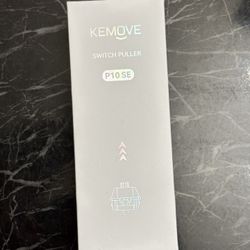 KEMOVE
SWITCH PULLER
P10 SE